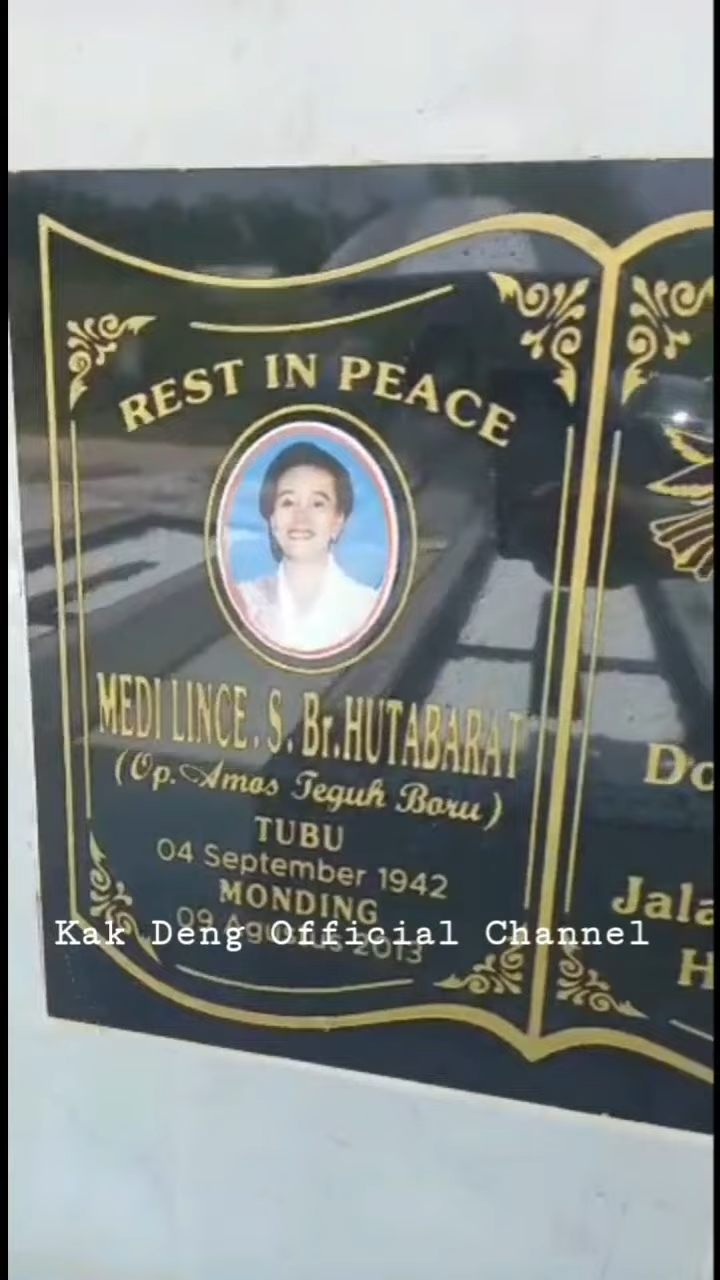 REST IN PEACE
MEDI LINCE. S. Br. HUTABARAT
(Op. Amos Teguh Boru)
TUBU
04 September 1942
MONDING
09 Agustus 2013
Kak Deng Official Channel
Do
Jala
H